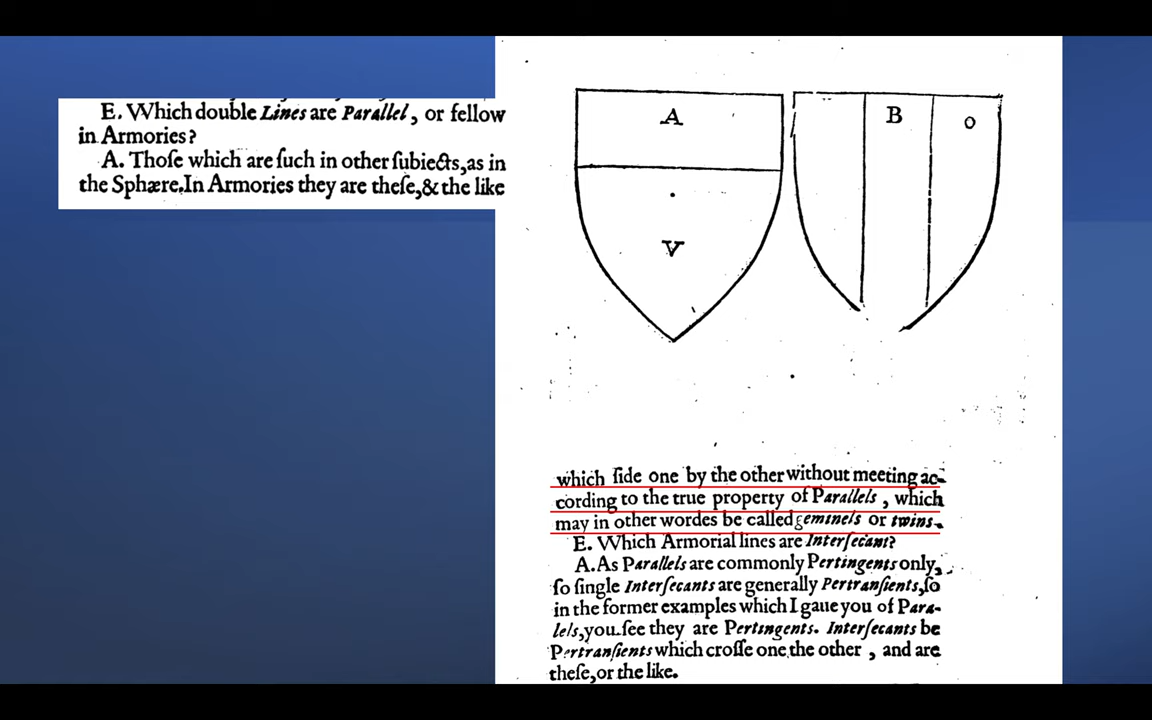 E. Which double Lines are Parallel, or fellow
in Armories?
A. Thoſe which are ſuch in other ſubiects, as in
the Sphære. In Armories they are theſe, & the like
A
V
B
O
which ſide one by the other without meeting ac-
cording to the true property of Parallels, which
may in other wordes be called geminels or twins.
E. Which Armorial lines are Interſecant?
A. As Parallels are commonly Pertingents only,
ſo ſingle Interſecants are generally Pertranſients, ſo
in the former examples which I gaue you of Para-
lels, you ſee they are Pertingents. Interſecants be
Pertranſients which croſſe one the other, and are
theſe, or the like.